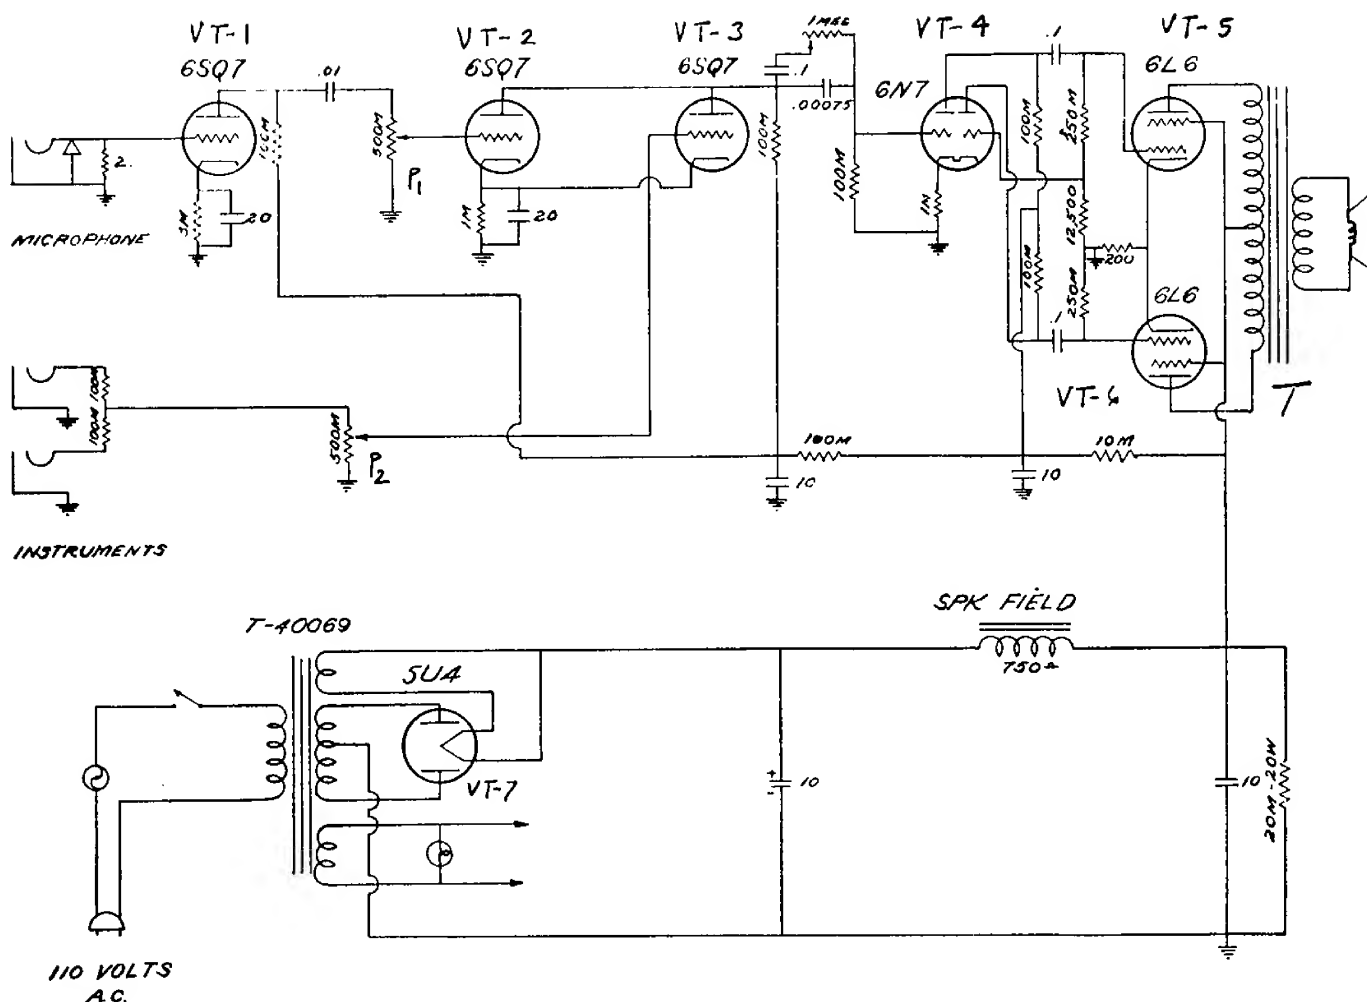 VT-1
6SQ7
VT-2
6SQ7
VT-3
6SQ7
VT-4
6N7
VT-5
6L6
.01
500M
P1
2.
20
MICROPHONE
1M
20
100M
.1
.00075
100M
1M
100M
.1
250M
12,500
200
100M
250M
.1
6L6
VT-6
T
100M
100M
500M
P2
INSTRUMENTS
100M
10
10M
10
SPK FIELD
750
T-40069
5U4
VT-7
10
10
20M-20W
110 VOLTS
A.C.